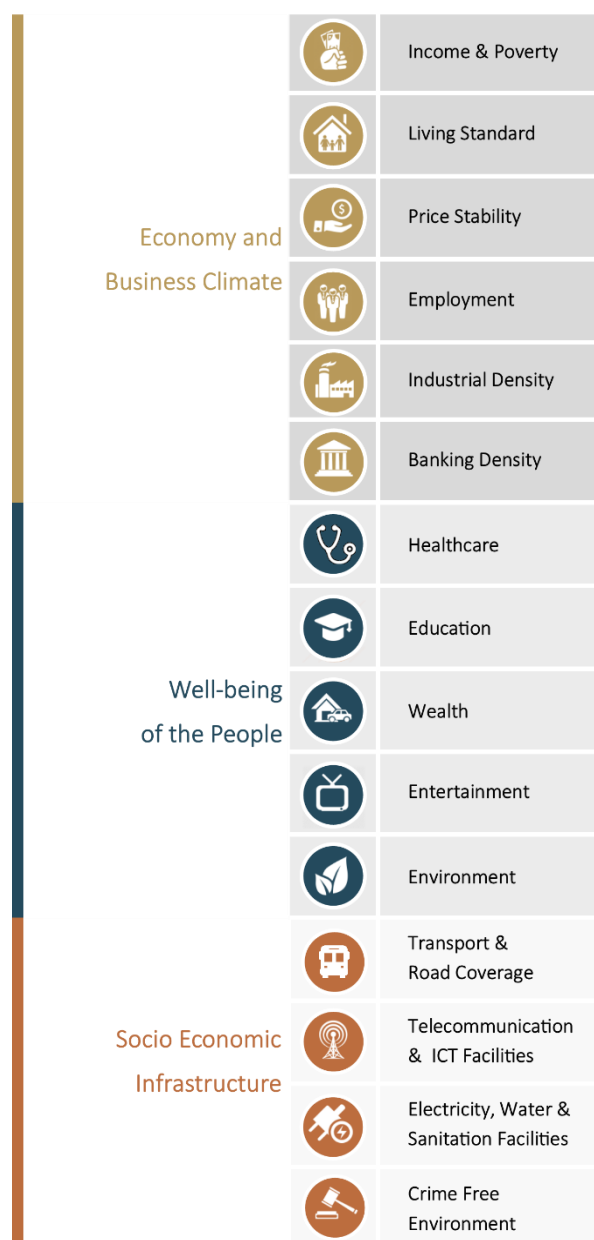 Income & Poverty
Living Standard
Price Stability
Economy and
Business Climate
Employment
Industrial Density
Banking Density
Healthcare
Education
Well-being
of the People
Wealth
Entertainment
Environment
Transport &
Road Coverage
Socio Economic
Infrastructure
Telecommunication
& ICT Facilities
Electricity, Water &
Sanitation Facilities
Crime Free
Environment